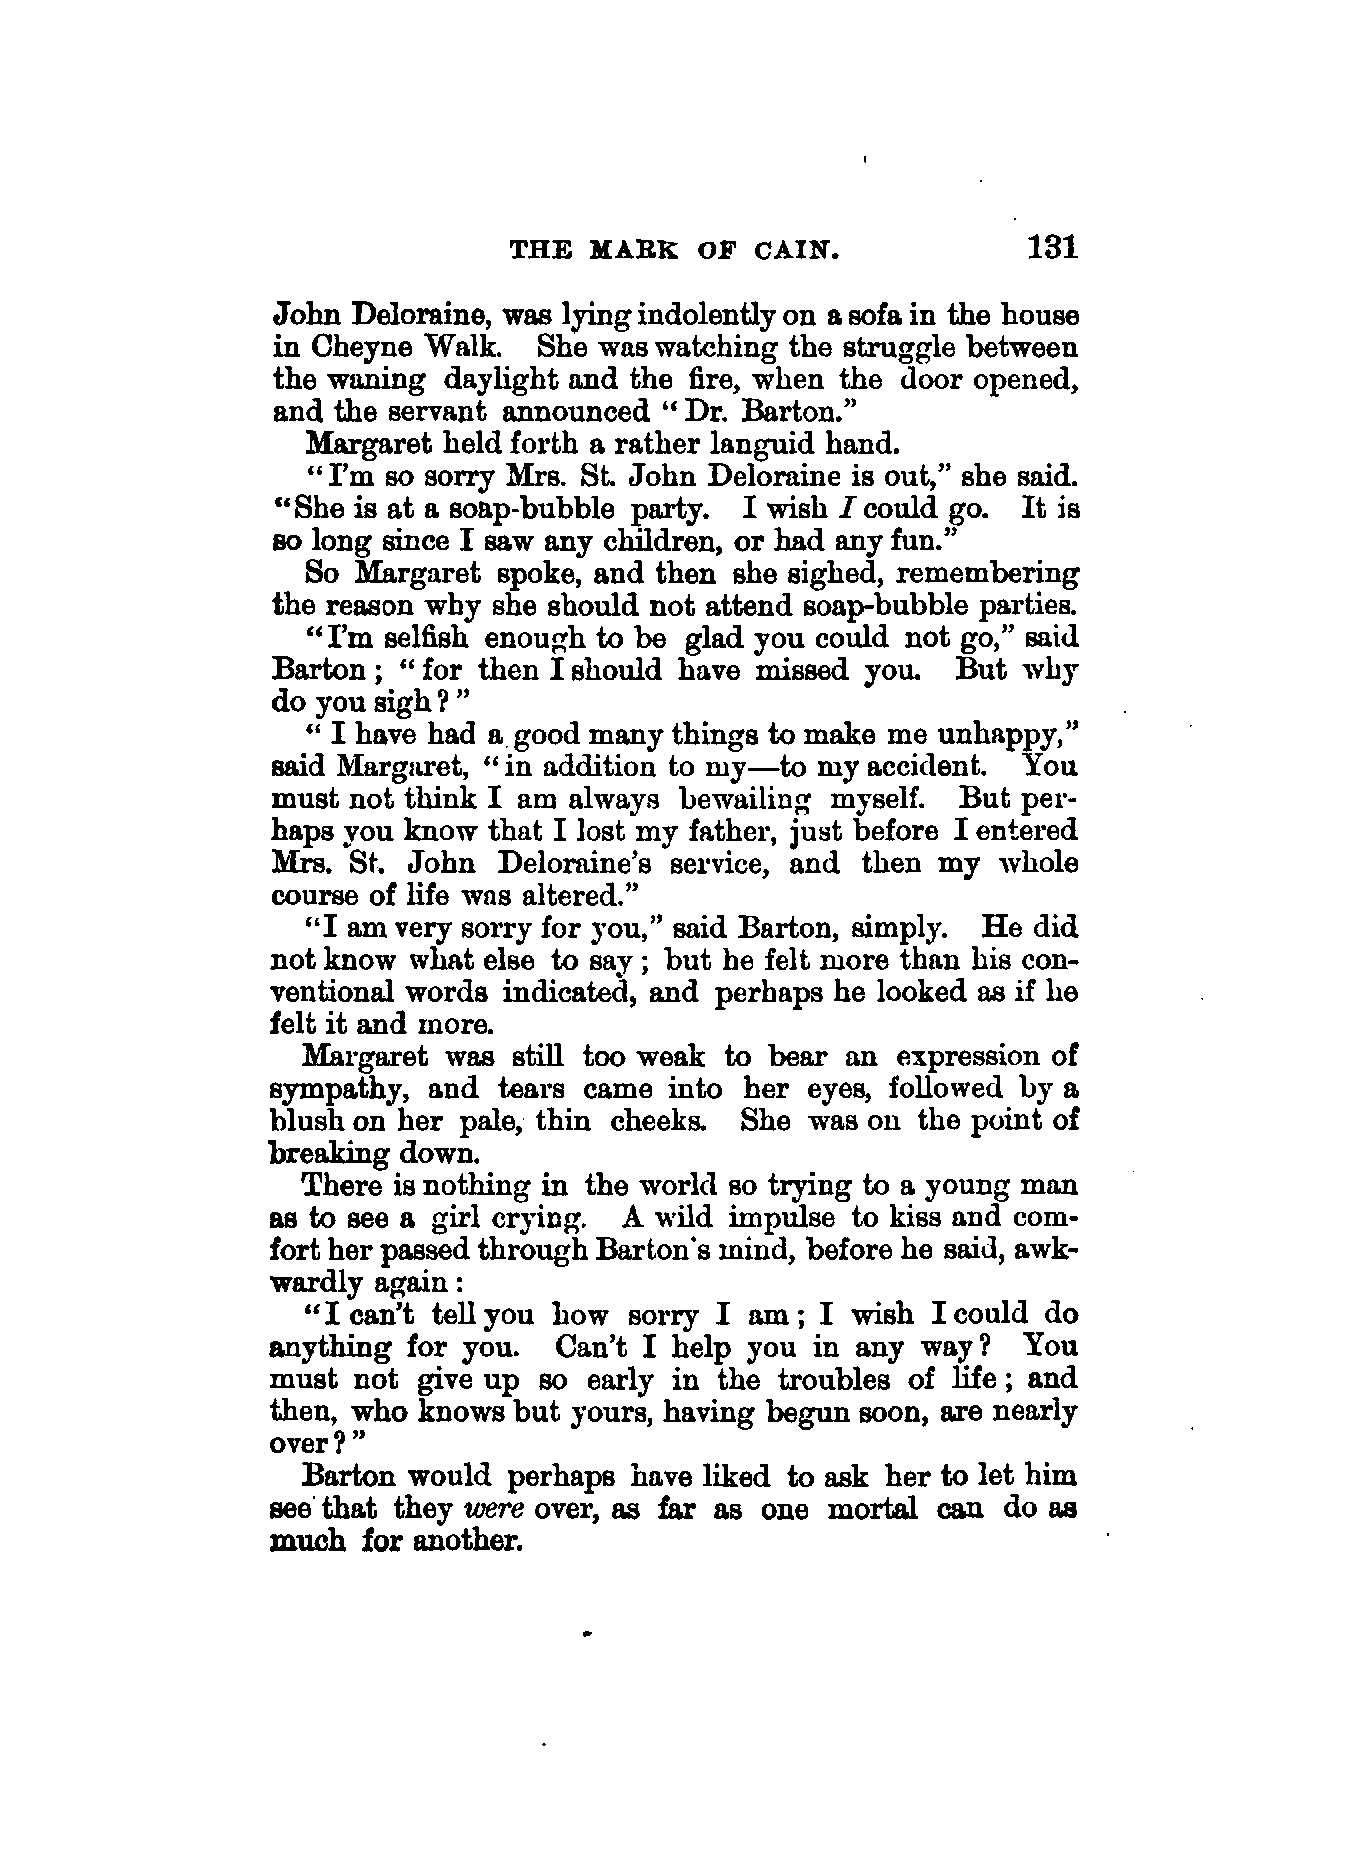 THE MARK OF CAIN. 131
John Deloraine, was lying indolently on a sofa in the house
in Cheyne Walk. She was watching the struggle between
the waning daylight and the fire, when the door opened,
and the servant announced “Dr. Barton.”
Margaret held forth a rather languid hand.
“I’m so sorry Mrs. St. John Deloraine is out,” she said.
“She is at a soap-bubble party. I wish I could go. It is
so long since I saw any children, or had any fun.”
So Margaret spoke, and then she sighed, remembering
the reason why she should not attend soap-bubble parties.
“I’m selfish enough to be glad you could not go,” said
Barton; “for then I should have missed you. But why
do you sigh?”
“I have had a good many things to make me unhappy,”
said Margaret, “in addition to my—to my accident. You
must not think I am always bewailing myself. But per-
haps you know that I lost my father, just before I entered
Mrs. St. John Deloraine’s service, and then my whole
course of life was altered.”
“I am very sorry for you,” said Barton, simply. He did
not know what else to say; but he felt more than his con-
ventional words indicated, and perhaps he looked as if he
felt it and more.
Margaret was still too weak to bear an expression of
sympathy, and tears came into her eyes, followed by a
blush on her pale, thin cheeks. She was on the point of
breaking down.
There is nothing in the world so trying to a young man
as to see a girl crying. A wild impulse to kiss and com-
fort her passed through Barton’s mind, before he said, awk-
wardly again:
“I can’t tell you how sorry I am; I wish I could do
anything for you. Can’t I help you in any way? You
must not give up so early in the troubles of life; and
then, who knows but yours, having begun soon, are nearly
over?”
Barton would perhaps have liked to ask her to let him
see that they were over, as far as one mortal can do as
much for another.